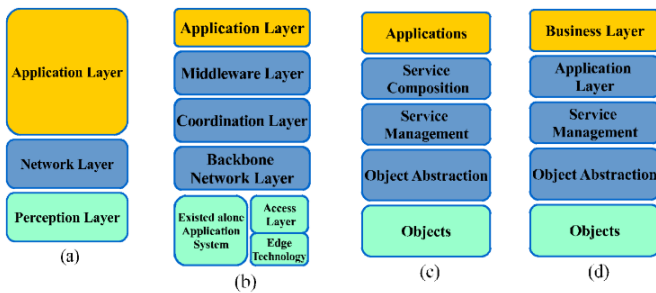 Application Layer
Network Layer
Perception Layer
(a)
Application Layer
Middleware Layer
Coordination Layer
Backbone
Network Layer
Existed alone
Application
System
Access
Layer
Edge
Technology
(b)
Applications
Service
Composition
Service
Management
Object Abstraction
Objects
(c)
Business Layer
Application
Layer
Service
Management
Object Abstraction
Objects
(d)